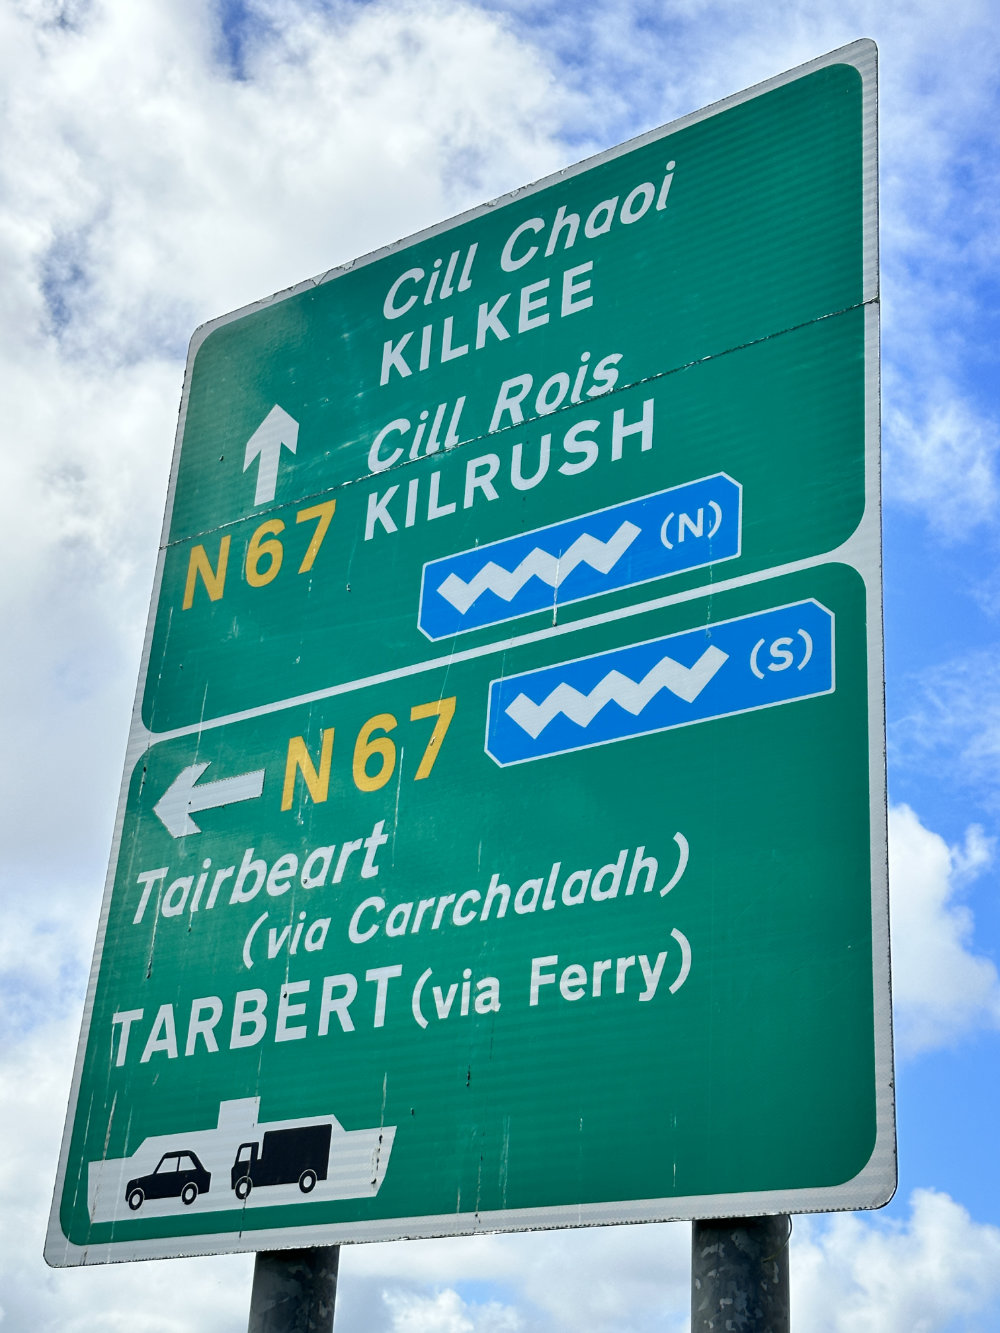 Cill Chaoi
KILKEE
Cill Rois
KILRUSH
N67
(N)
N67
(S)
Tairbeart
(via Carrchaladh)
TARBERT (via Ferry)